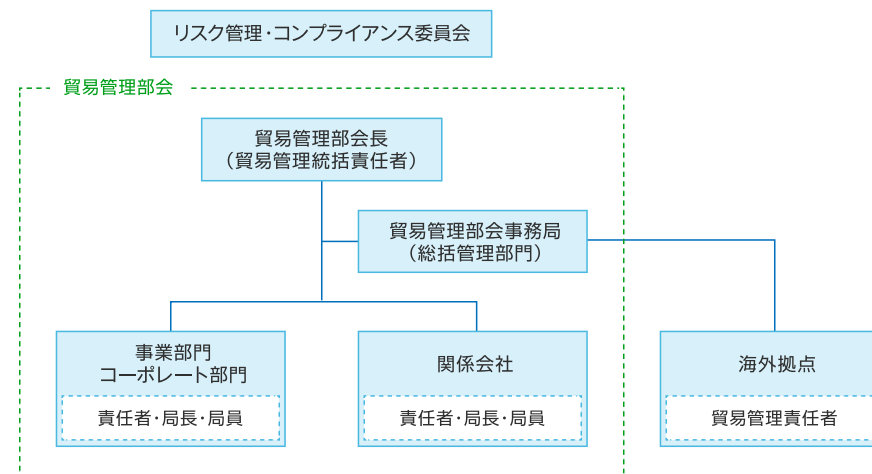 リスク管理・コンプライアンス委員会
貿易管理部会
貿易管理部会長
（貿易管理統括責任者）
貿易管理部会事務局
（総括管理部門）
事業部門
コーポレート部門
責任者・局長・局員
関係会社
責任者・局長・局員
海外拠点
貿易管理責任者